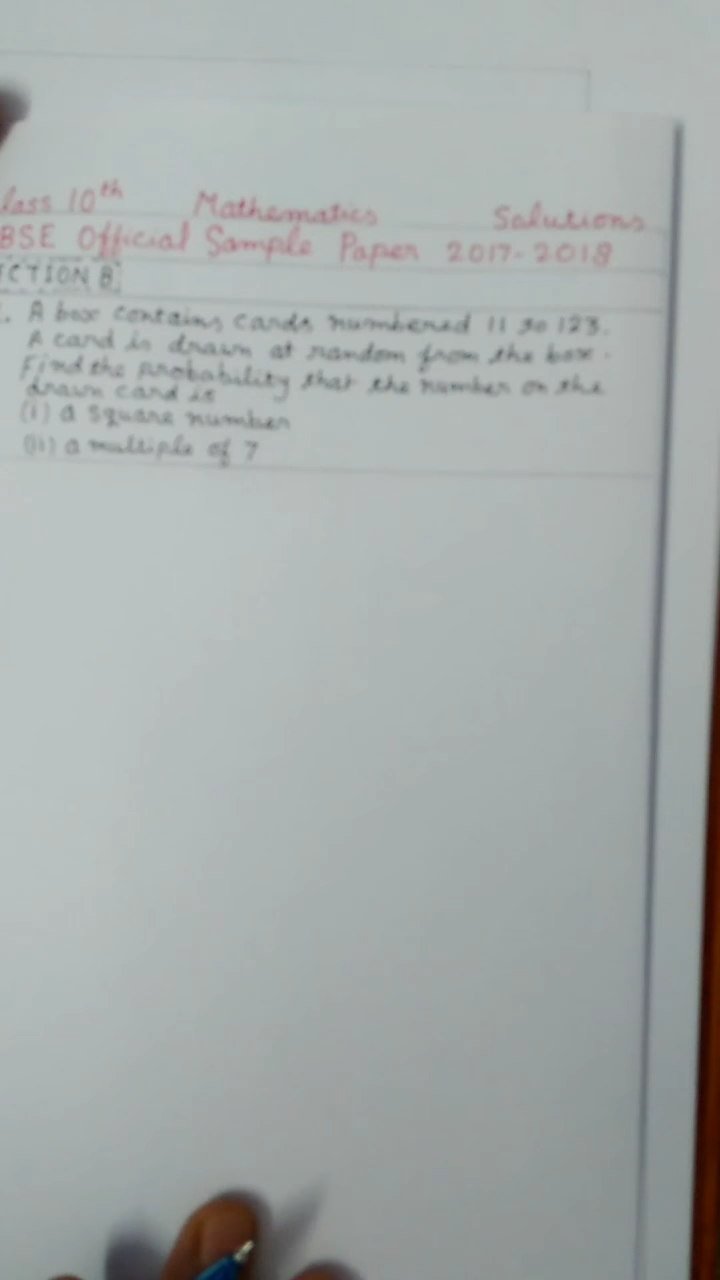 lass 10th Mathematics Solutions
BSE Official Sample Paper 2017-2018
CTION B
. A box contains cards numbered 11 to 123.
A card is drawn at random from the box.
Find the probability that the number on the
drawn card is
(i) a square number
(ii) a multiple of 7